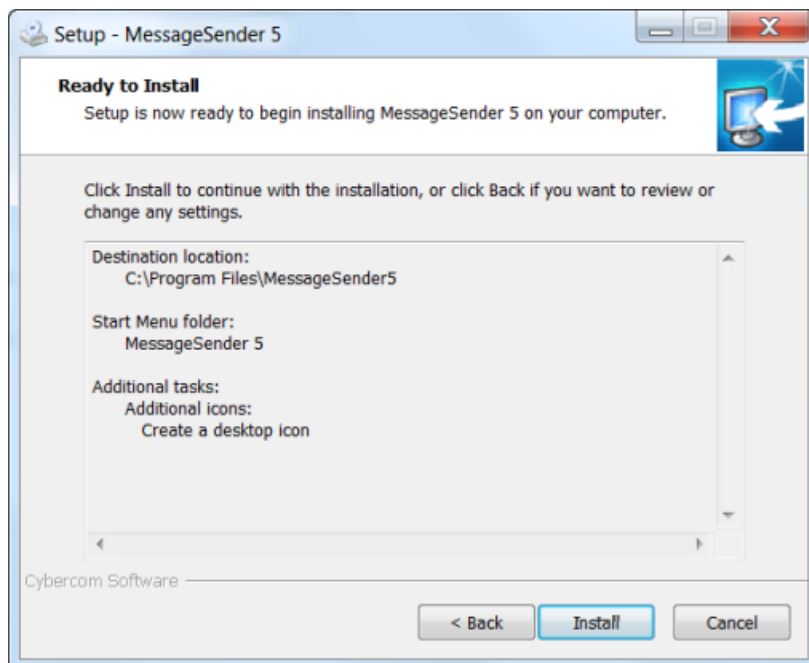 Setup - MessageSender 5
Ready to Install
Setup is now ready to begin installing MessageSender 5 on your computer.
Click Install to continue with the installation, or click Back if you want to review or
change any settings.
Destination location:
C:\Program Files\MessageSender5
Start Menu folder:
MessageSender 5
Additional tasks:
Additional icons:
Create a desktop icon
Cybercom Software
< Back
Install
Cancel